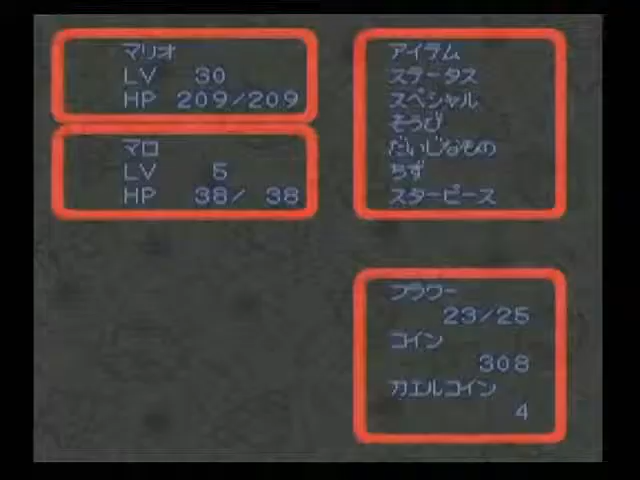 マリオ
LV 30
HP 209/209
マロ
LV 5
HP 38/ 38
アイテム
ステータス
スペシャル
そうび
だいじなもの
ちず
スターピース
フラワー
23/25
コイン
308
カエルコイン
4